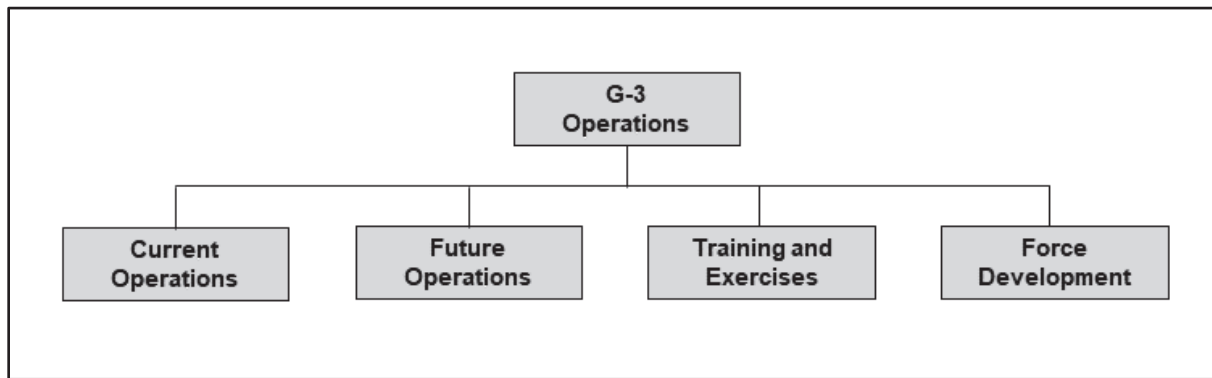 G-3
Operations
Current
Operations
Future
Operations
Training and
Exercises
Force
Development